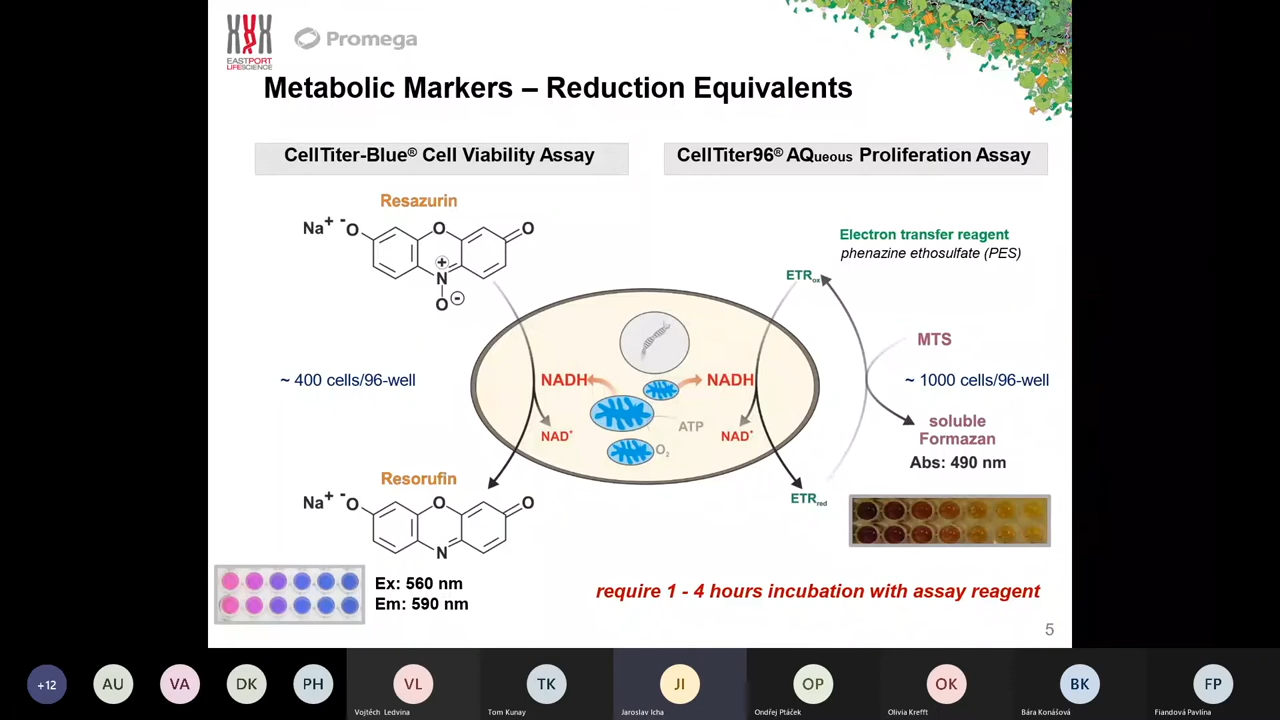 EASTPORT
LIFESCIENCE
Promega
Metabolic Markers – Reduction Equivalents
CellTiter-Blue® Cell Viability Assay
Resazurin
Na+ -O
O
O
+
N
O
-
~ 400 cells/96-well
Resorufin
Na+ -O
O
O
N
Ex: 560 nm
Em: 590 nm
NADH
NAD+
ATP
O2
NADH
NAD+
CellTiter96® AQueous Proliferation Assay
Electron transfer reagent
phenazine ethosulfate (PES)
ETRox
MTS
~ 1000 cells/96-well
soluble
Formazan
Abs: 490 nm
ETRred
require 1 - 4 hours incubation with assay reagent
5
+12
AU
VA
DK
PH
VL
Vojtěch Ledvina
TK
Tom Kunay
JI
Jaroslav Icha
OP
Ondřej Ptáček
OK
Olivia Krefft
BK
Bára Konášová
FP
Fiandová Pavlína